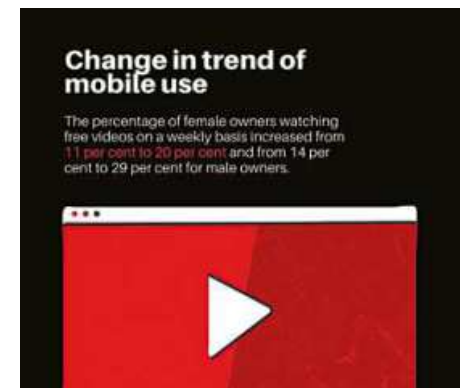 Change in trend of
mobile use
The percentage of female owners watching
free videos on a weekly basis increased from
11 per cent to 20 per cent and from 14 per
cent to 29 per cent for male owners.